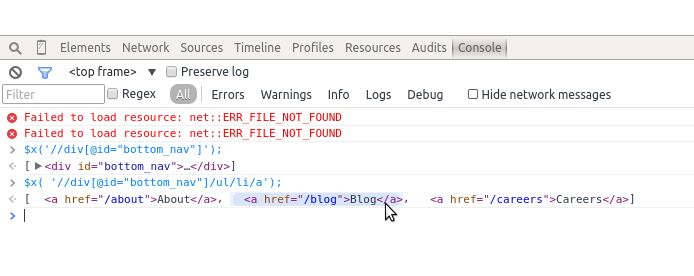 Elements Network Sources Timeline Profiles Resources Audits Console
<top frame> ▼ Preserve log
Filter Regex All Errors Warnings Info Logs Debug Hide network messages
Failed to load resource: net::ERR_FILE_NOT_FOUND
Failed to load resource: net::ERR_FILE_NOT_FOUND
> $x('//div[@id="bottom_nav"]');
[ ▶<div id="bottom_nav">…</div>]
> $x( '//div[@id="bottom_nav"]/ul/li/a');
[ <a href="/about">About</a>, <a href="/blog">Blog</a>, <a href="/careers">Careers</a>]
>